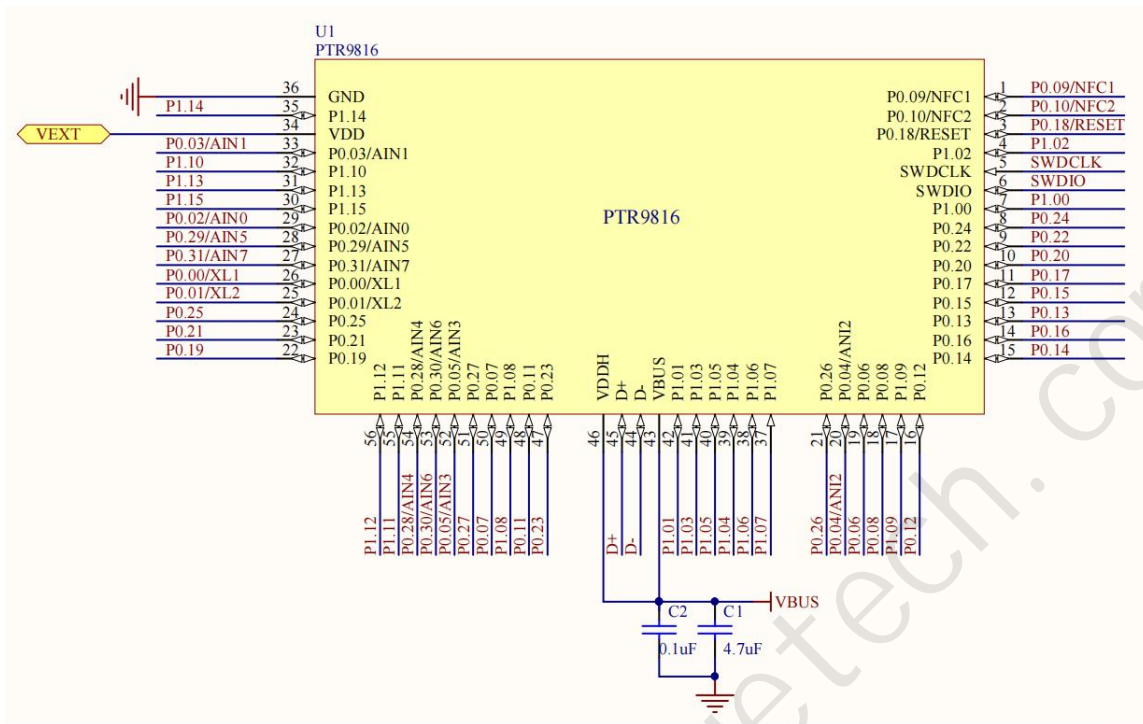 U1
PTR9816
36 GND
P1.14 35 P1.14
VEXT 34 VDD
P0.03/AIN1 33 P0.03/AIN1
P1.10 32 P1.10
P1.13 31 P1.13
P1.15 30 P1.15
P0.02/AIN0 29 P0.02/AIN0
P0.29/AIN5 28 P0.29/AIN5
P0.31/AIN7 27 P0.31/AIN7
P0.00/XL1 26 P0.00/XL1
P0.01/XL2 25 P0.01/XL2
P0.25 24 P0.25
P0.21 23 P0.21
P0.19 22 P0.19
PTR9816
P0.09/NFC1 1 P0.09/NFC1
P0.10/NFC2 2 P0.10/NFC2
P0.18/RESET 3 P0.18/RESET
P1.02 4 P1.02
SWDCLK 5 SWDCLK
SWDIO 6 SWDIO
P1.00 7 P1.00
P0.24 8 P0.24
P0.22 9 P0.22
P0.20 10 P0.20
P0.17 11 P0.17
P0.15 12 P0.15
P0.13 13 P0.13
P0.16 14 P0.16
P0.14 15 P0.14
P1.12 56 P1.12
P1.11 55 P1.11
P0.28/AIN4 54 P0.28/AIN4
P0.30/AIN6 53 P0.30/AIN6
P0.05/AIN3 52 P0.05/AIN3
P0.27 51 P0.27
P0.07 50 P0.07
P1.08 49 P1.08
P0.11 48 P0.11
P0.23 47 P0.23
VDDH 46
D+ 45 D+
D- 44 D-
VBUS 43
P1.01 42 P1.01
P1.03 41 P1.03
P1.05 40 P1.05
P1.04 39 P1.04
P1.06 38 P1.06
P1.07 37 P1.07
P0.26 21 P0.26
P0.04/ANI2 20 P0.04/ANI2
P0.06 19 P0.06
P0.08 18 P0.08
P1.09 17 P1.09
P0.12 16 P0.12
VBUS
C2 C1
0.1uF 4.7uF